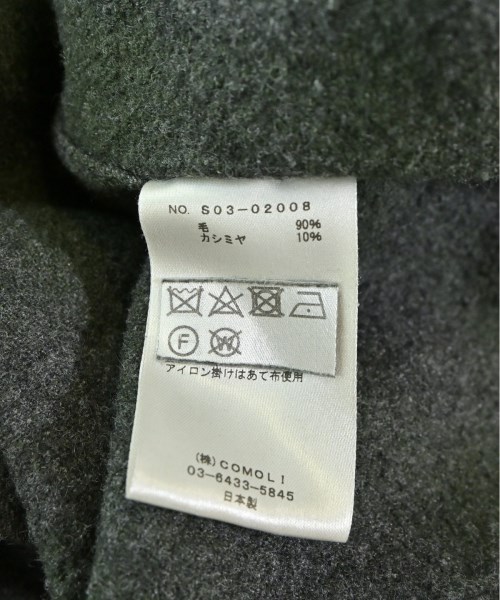 NO. S03-02008
毛 90%
カシミヤ 10%
F W
アイロン掛けはあて布使用
(株) COMOLI
03-6433-5845
日本製